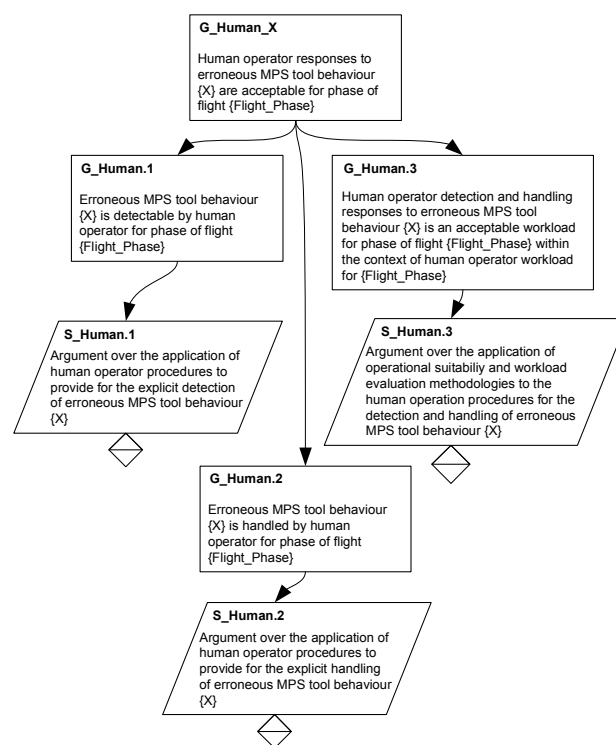 G_Human_X
Human operator responses to
erroneous MPS tool behaviour
{X} are acceptable for phase of
flight {Flight_Phase}
G_Human.1
Erroneous MPS tool behaviour
{X} is detectable by human
operator for phase of flight
{Flight_Phase}
G_Human.3
Human operator detection and handling
responses to erroneous MPS tool
behaviour {X} is an acceptable workload
for phase of flight {Flight_Phase} within
the context of human operator workload
for {Flight_Phase}
S_Human.1
Argument over the application of
human operator procedures to
provide for the explicit detection
of erroneous MPS tool behaviour
{X}
S_Human.3
Argument over the application of
operational suitabiliy and workload
evaluation methodologies to the
human operation procedures for the
detection and handling of erroneous
MPS tool behaviour {X}
G_Human.2
Erroneous MPS tool behaviour
{X} is handled by human
operator for phase of flight
{Flight_Phase}
S_Human.2
Argument over the application of
human operator procedures to
provide for the explicit handling
of erroneous MPS tool behaviour
{X}